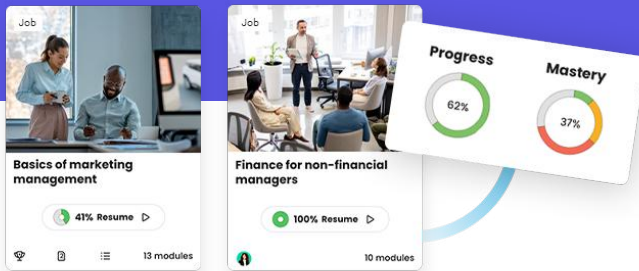 Job
Basics of marketing
management
41% Resume
2
13 modules
Job
Finance for non-financial
managers
100% Resume
10 modules
Progress
62%
Mastery
37%